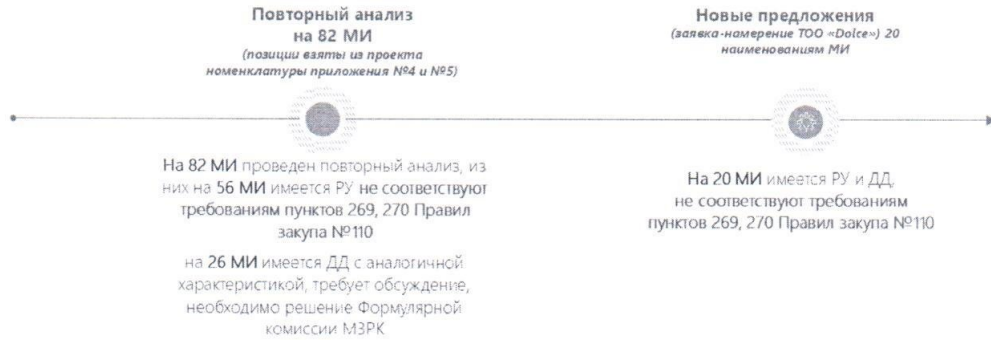 Повторный анализ
на 82 МИ
(позиции взяты из проекта
номенклатуры приложения №4 и №5)
На 82 МИ проведен повторный анализ, из
них на 56 МИ имеется РУ не соответствуют
требованиям пунктов 269, 270 Правил
закупа №110
на 26 МИ имеется ДД с аналогичной
характеристикой, требует обсуждение,
необходимо решение Формулярной
комиссии МЗРК
Новые предложения
(заявка-намерение ТОО «Dolce») 20
наименованиям МИ
На 20 МИ имеется РУ и ДД,
не соответствуют требованиям
пунктов 269, 270 Правил закупа №110